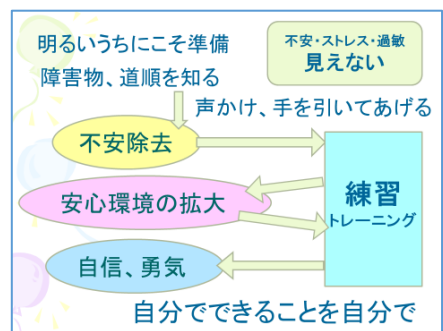 明るいうちにこそ準備
障害物、道順を知る
不安・ストレス・過敏
見えない
声かけ、手を引いてあげる
不安除去
安心環境の拡大
練習
トレーニング
自信、勇気
自分でできることを自分で